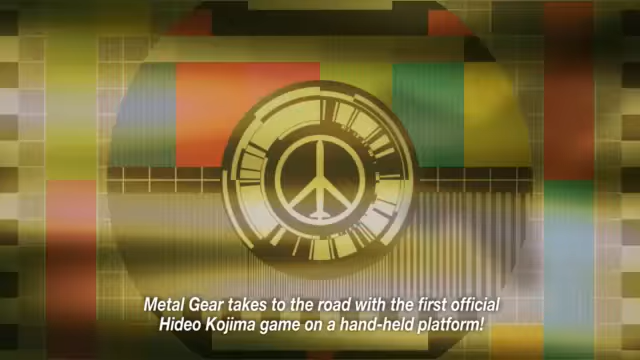 Metal Gear takes to the road with the first official
Hideo Kojima game on a hand-held platform!